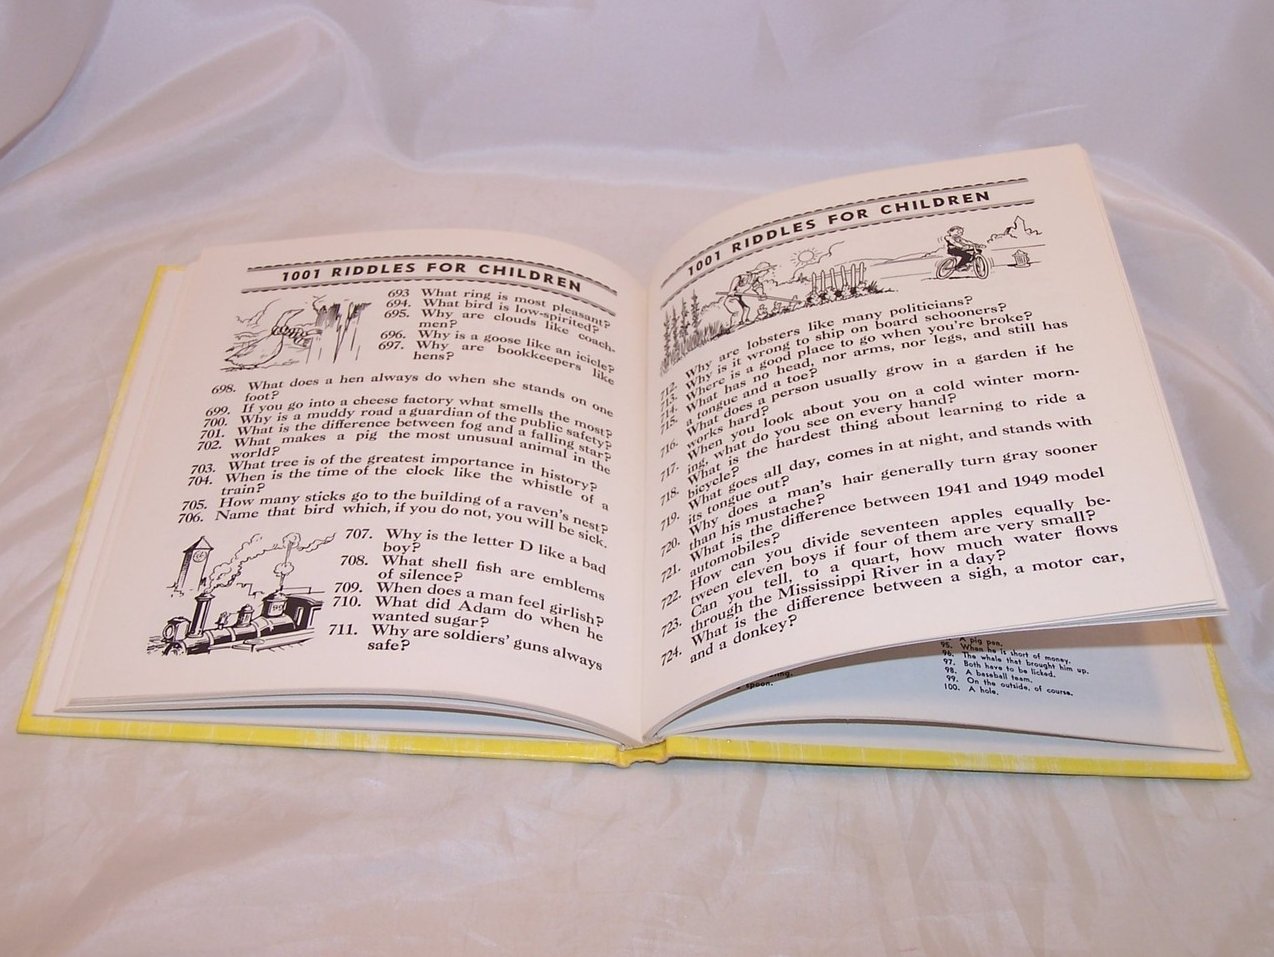 1001 RIDDLES FOR CHILDREN
693 What ring is most pleasant?
694. What bird is low-spirited?
695. Why are clouds like coach-
men?
696. Why is a goose like an icicle?
697. Why are bookkeepers like
hens?
698. What does a hen always do when she stands on one
foot?
699. If you go into a cheese factory what smells the most?
700. Why is a muddy road a guardian of the public safety?
701. What is the difference between fog and a falling star?
702. What makes a pig the most unusual animal in the
world?
703. What tree is of the greatest importance in history?
704. When is the time of the clock like the whistle of a
train?
705. How many sticks go to the building of a raven's nest?
706. Name that bird which, if you do not, you will be sick.
707. Why is the letter D like a bad
boy?
708. What shell fish are emblems
of silence?
709. When does a man feel girlish?
710. What did Adam do when he
wanted sugar?
711. Why are soldiers' guns always
safe?
1001 RIDDLES FOR CHILDREN
712. Why are lobsters like many politicians?
713. Why is it wrong to ship on board schooners?
714. Where is a good place to go when you're broke?
715. What has no head, nor arms, nor legs, and still has
a tongue and a toe?
716. What does a person usually grow in a garden if he
works hard?
717. When you look about you on a cold winter morn-
ing, what do you see on every hand?
718. What is the hardest thing about learning to ride a
bicycle?
719. What goes all day, comes in at night, and stands with
its tongue out?
720. Why does a man's hair generally turn gray sooner
than his mustache?
721. What is the difference between 1941 and 1949 model
automobiles?
722. How can you divide seventeen apples equally be-
tween eleven boys if four of them are very small?
723. Can you tell, to a quart, how much water flows
through the Mississippi River in a day?
724. What is the difference between a sigh, a motor car,
and a donkey?
spoon.
A pig pen.
95. When he is short of money.
96. The whale that brought him up.
97. Both have to be licked.
98. A baseball team.
99. On the outside, of course.
100. A hole.